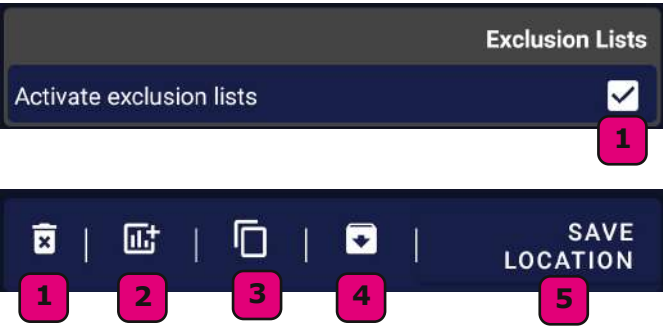 Exclusion Lists
Activate exclusion lists
1
SAVE
LOCATION
1 2 3 4 5